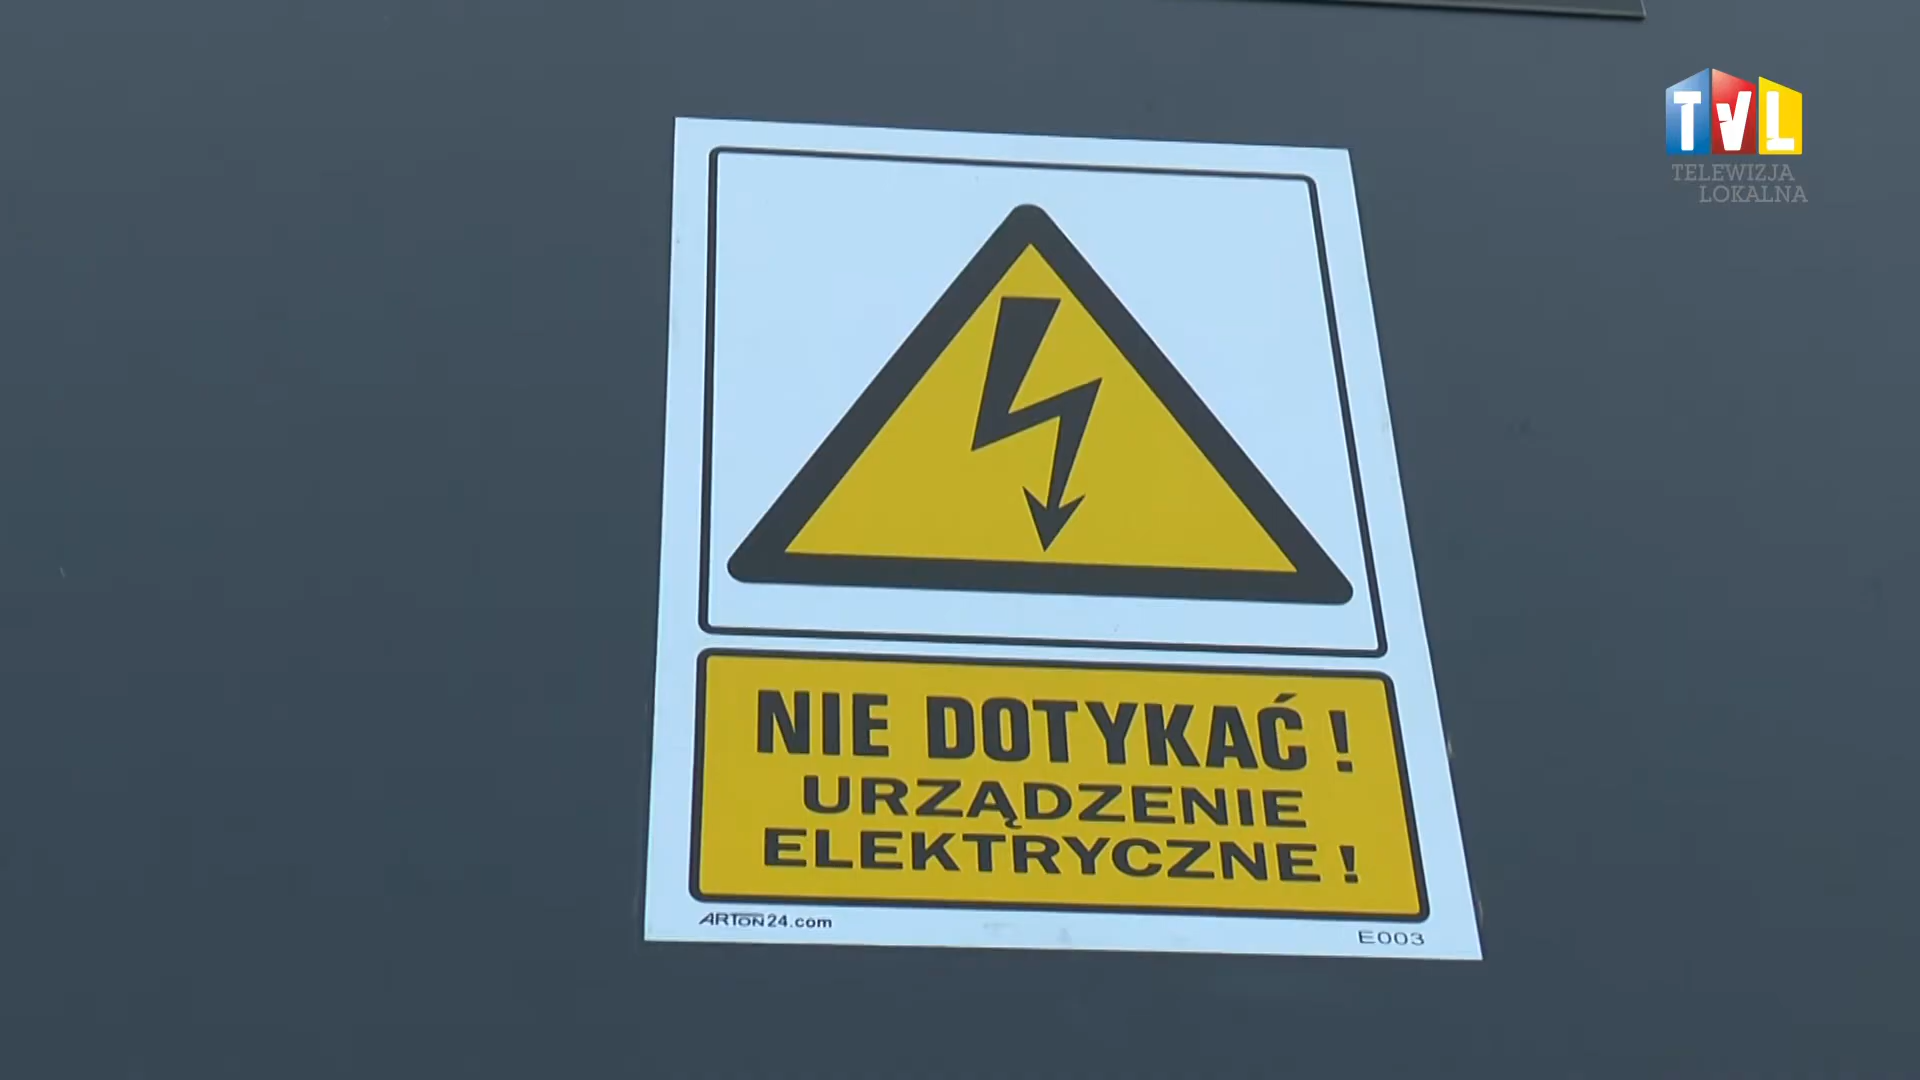 TVL
TELEWIZJA
LOKALNA
NIE DOTYKAĆ !
URZĄDZENIE
ELEKTRYCZNE !
ARTON24.com
E003